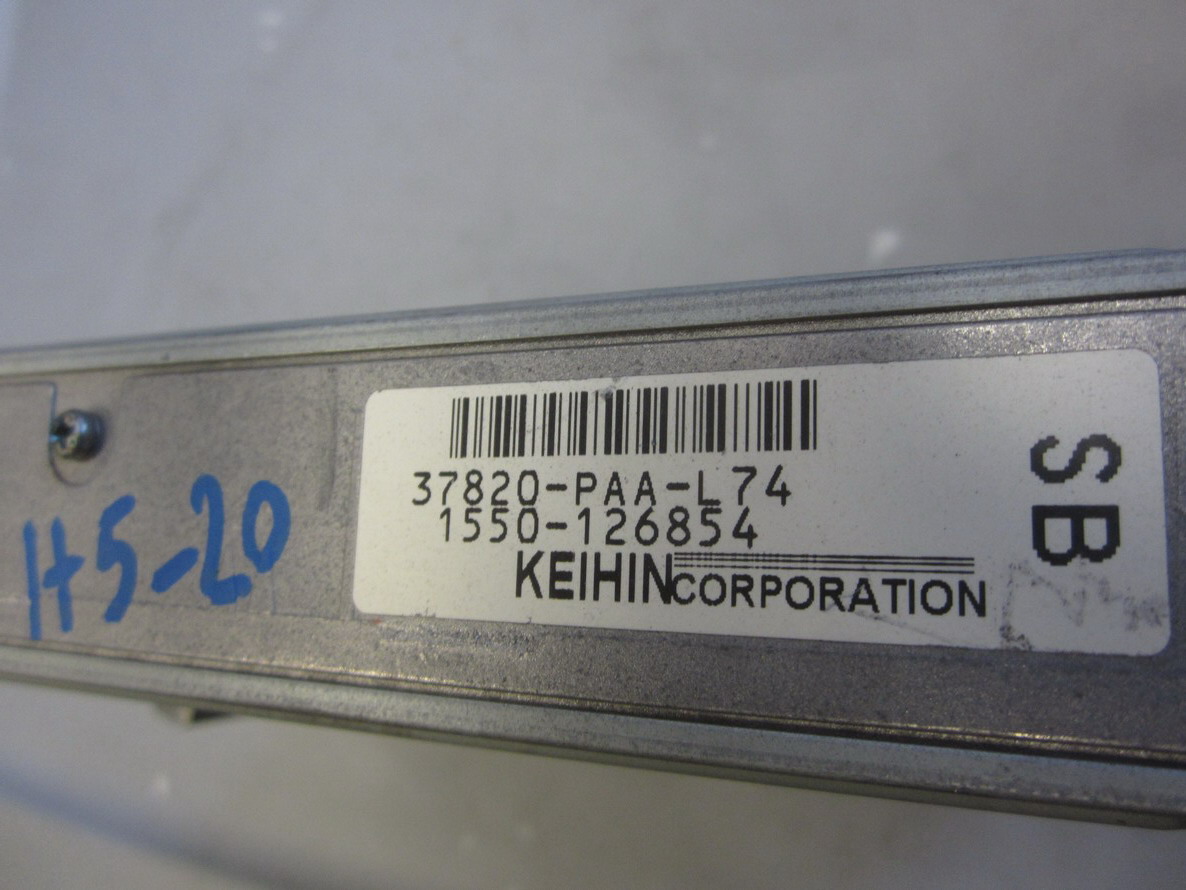 37820-PAA-L74
1550-126854
KEIHIN CORPORATION
SB
H5-20